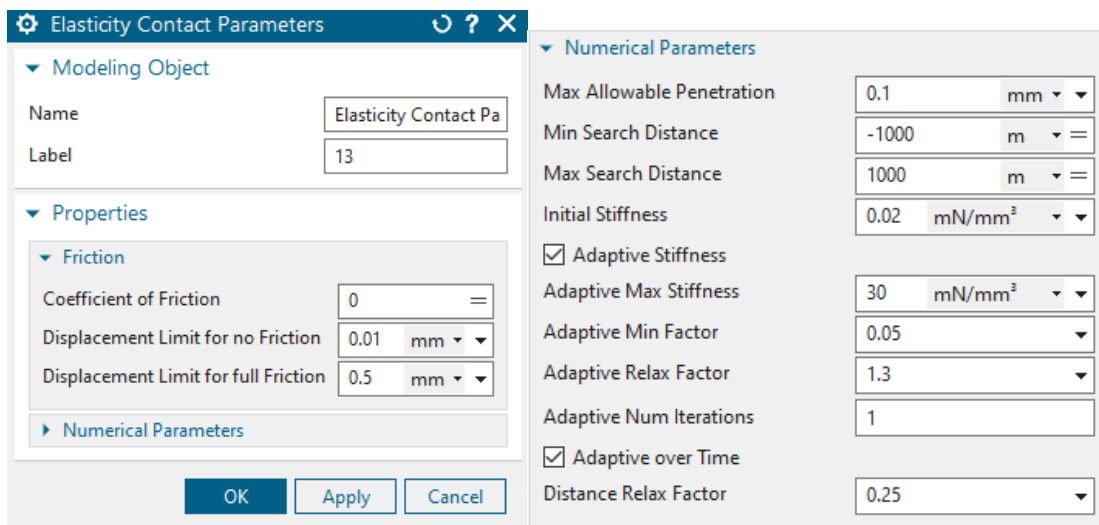 Elasticity Contact Parameters
Modeling Object
Name Elasticity Contact Pa
Label 13
Properties
Friction
Coefficient of Friction 0
Displacement Limit for no Friction 0.01 mm
Displacement Limit for full Friction 0.5 mm
Numerical Parameters
OK Apply Cancel
Numerical Parameters
Max Allowable Penetration 0.1 mm
Min Search Distance -1000 m
Max Search Distance 1000 m
Initial Stiffness 0.02 mN/mm³
Adaptive Stiffness
Adaptive Max Stiffness 30 mN/mm³
Adaptive Min Factor 0.05
Adaptive Relax Factor 1.3
Adaptive Num Iterations 1
Adaptive over Time
Distance Relax Factor 0.25